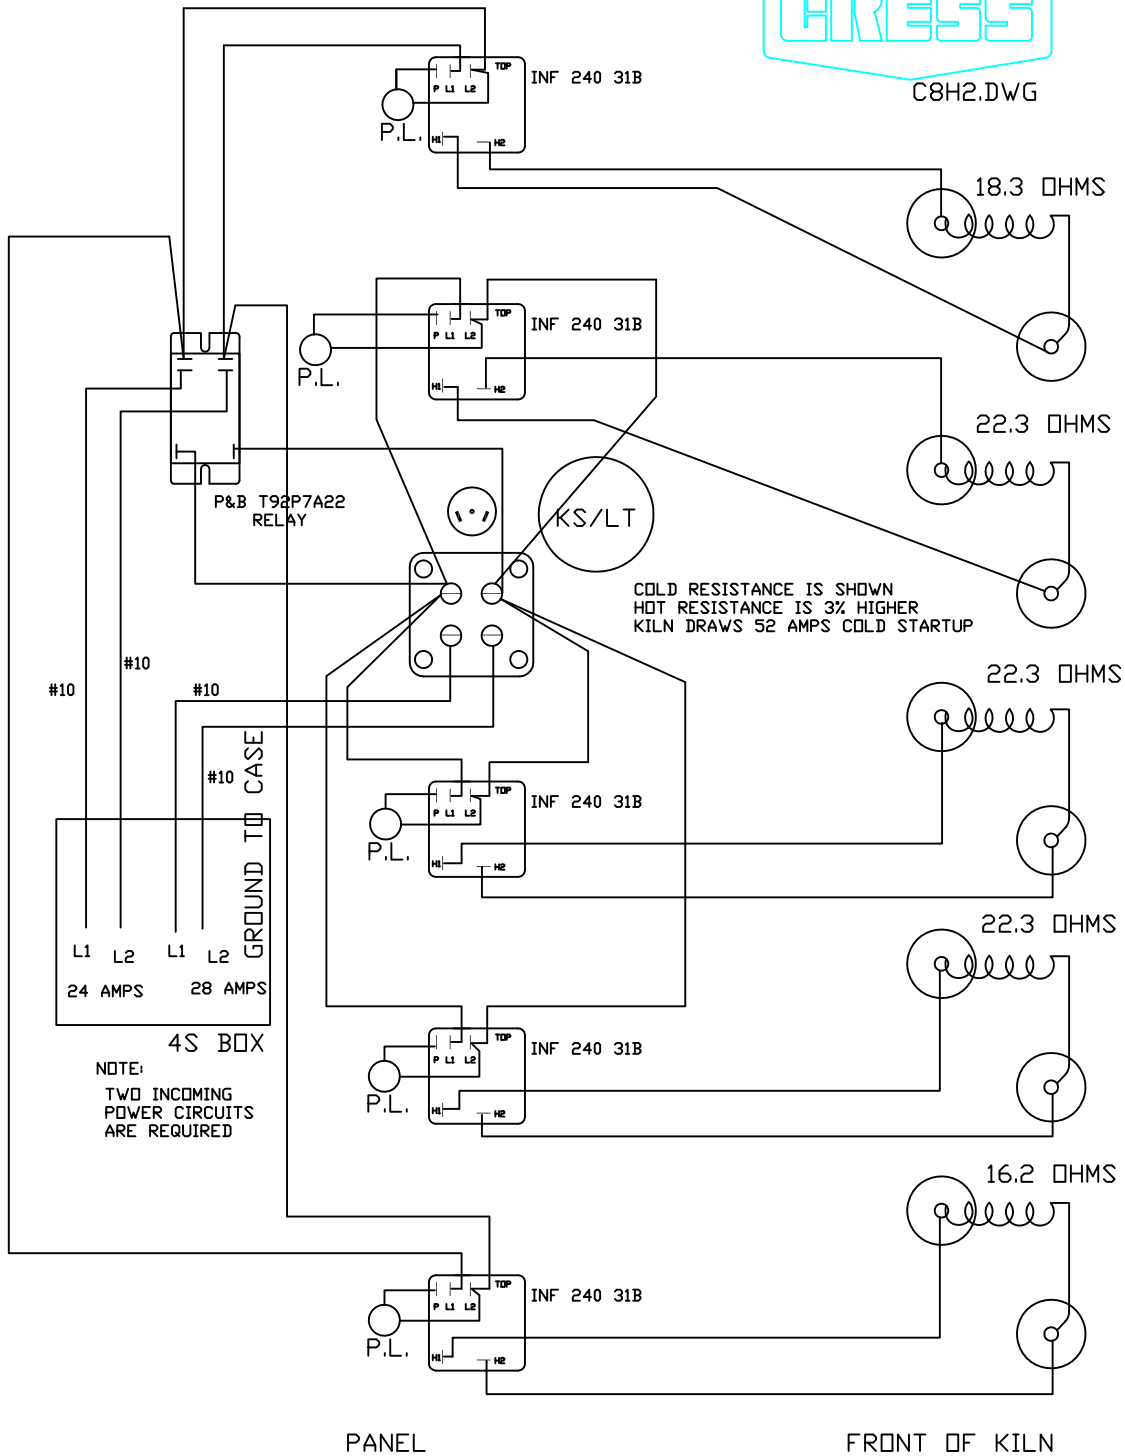 CRESS
C8H2.DWG
TOP
P L1 L2
INF 240 31B
P.L.
H1
H2
18.3 OHMS
TOP
P L1 L2
INF 240 31B
P.L.
H1
H2
22.3 OHMS
P&B T92P7A22
RELAY
KS/LT
COLD RESISTANCE IS SHOWN
HOT RESISTANCE IS 3% HIGHER
KILN DRAWS 52 AMPS COLD STARTUP
#10
#10
#10
#10
GROUND TO CASE
22.3 OHMS
TOP
P L1 L2
INF 240 31B
P.L.
H1
H2
L1
L2
L1
L2
24 AMPS
28 AMPS
4S BOX
NOTE:
TWO INCOMING
POWER CIRCUITS
ARE REQUIRED
22.3 OHMS
TOP
P L1 L2
INF 240 31B
P.L.
H1
H2
16.2 OHMS
TOP
P L1 L2
INF 240 31B
P.L.
H1
H2
PANEL
FRONT OF KILN